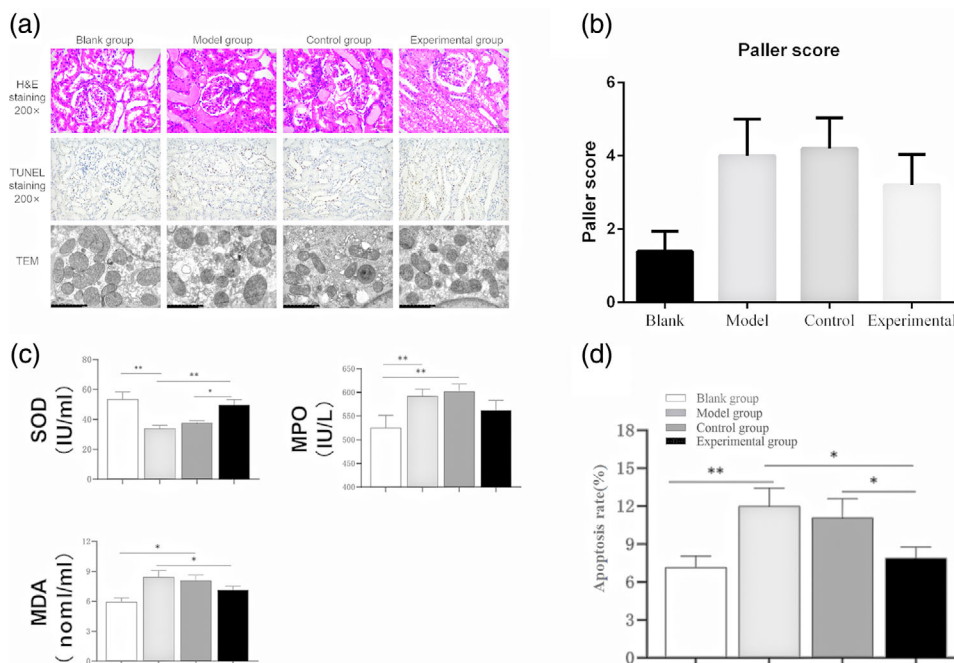 (a)
Blank group Model group Control group Experimental group
H&E
staining
200×
TUNEL
staining
200×
TEM
(b)
Paller score
Paller score
6
4
2
0
Blank Model Control Experimental
(c)
SOD
(IU/ml)
80
60
40
20
0
** ** *
MPO
(IU/L)
650
600
550
500
450
400
**
**
MDA
( noml/ml)
12
9
6
3
0
*
*
(d)
Blank group
Model group
Control group
Experimental group
Apoptosis rate(%)
18
15
12
9
6
0
** * *